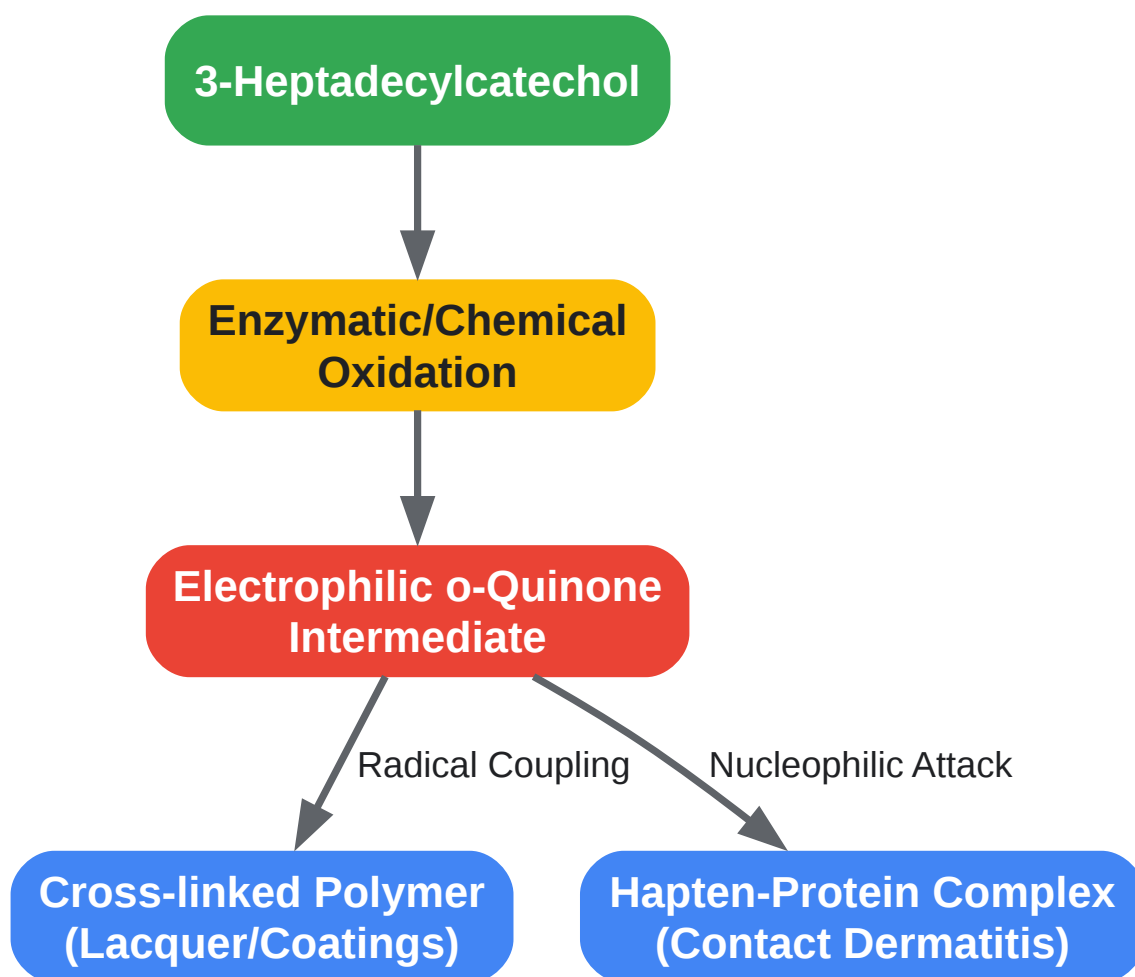 3-Heptadecylcatechol
Enzymatic/Chemical
Oxidation
Electrophilic o-Quinone
Intermediate
Radical Coupling
Nucleophilic Attack
Cross-linked Polymer
(Lacquer/Coatings)
Hapten-Protein Complex
(Contact Dermatitis)